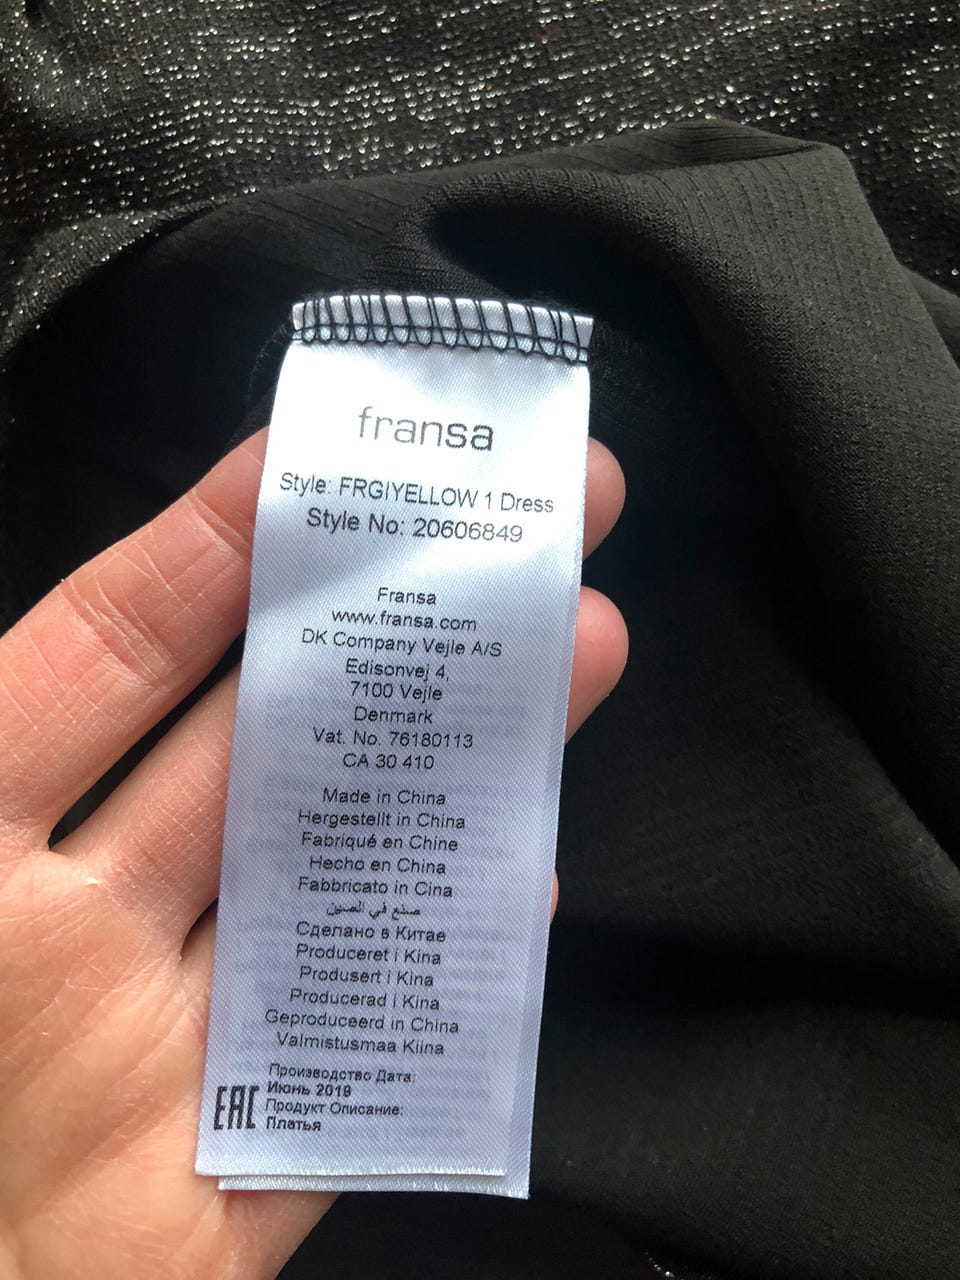 fransa
Style: FRGIYELLOW 1 Dress
Style No: 20606849
Fransa
www.fransa.com
DK Company Vejle A/S
Edisonvej 4,
7100 Vejle
Denmark
Vat. No. 76180113
CA 30 410
Made in China
Hergestellt in China
Fabriqué en Chine
Hecho en China
Fabbricato in Cina
صنع في الصين
Сделано в Китае
Produceret i Kina
Produsert i Kina
Producerad i Kina
Geproduceerd in China
Valmistusmaa Kiina
Производство Дата:
Июнь 2019
Продукт Описание:
Платья
EAC